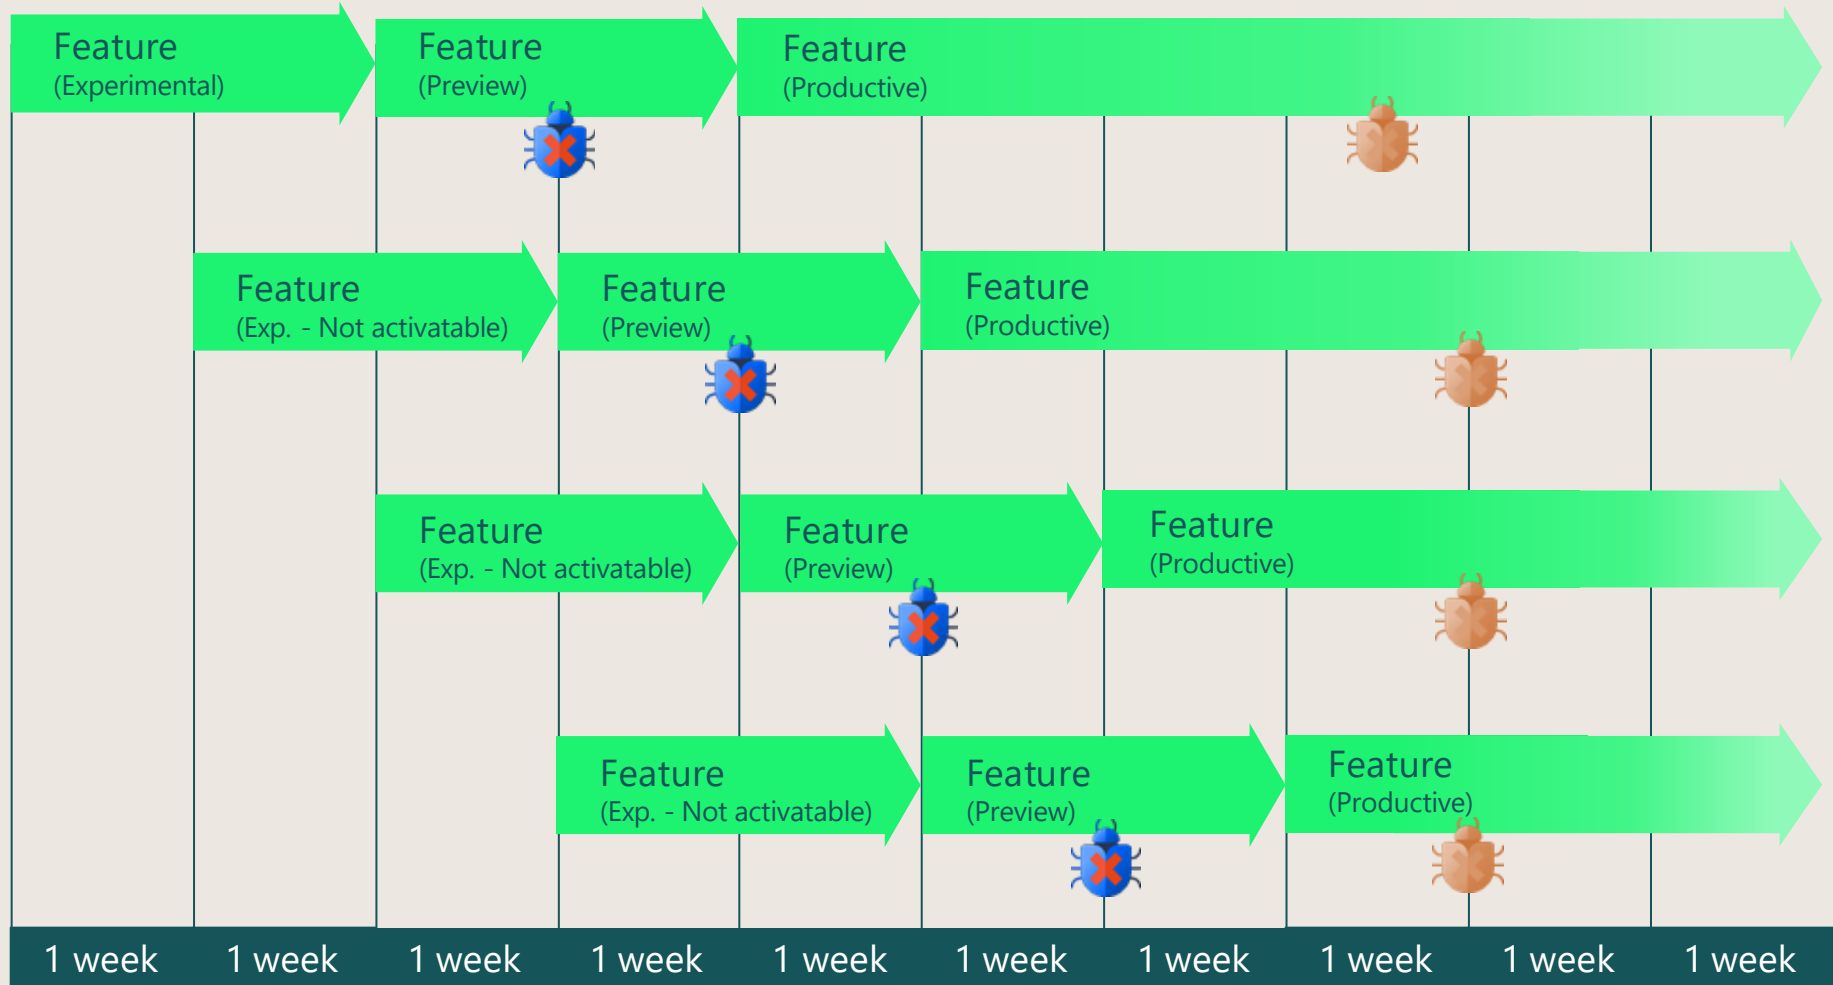 Feature
(Experimental)
Feature
(Preview)
Feature
(Productive)
Feature
(Exp. - Not activatable)
Feature
(Preview)
Feature
(Productive)
Feature
(Exp. - Not activatable)
Feature
(Preview)
Feature
(Productive)
Feature
(Exp. - Not activatable)
Feature
(Preview)
Feature
(Productive)
1 week
1 week
1 week
1 week
1 week
1 week
1 week
1 week
1 week
1 week